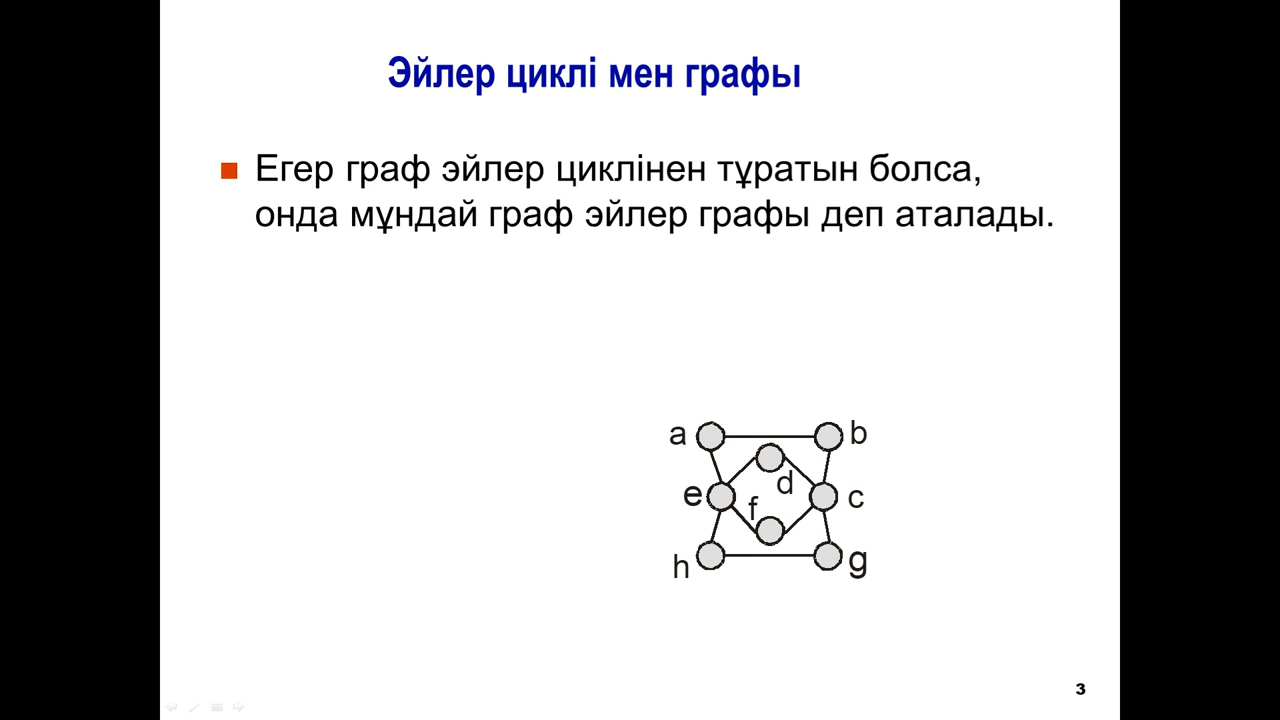 Эйлер циклі мен графы
Егер граф эйлер циклінен тұратын болса,
онда мұндай граф эйлер графы деп аталады.
a
b
d
e
f
c
h
g
3